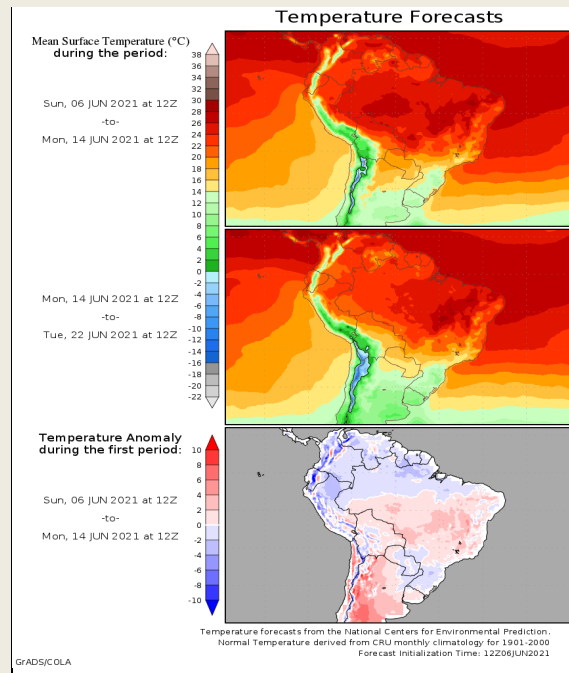 Temperature Forecasts
Mean Surface Temperature (°C)
during the period:
Sun, 06 JUN 2021 at 12Z
-to-
Mon, 14 JUN 2021 at 12Z
38
36
34
32
30
28
26
24
22
20
18
16
14
12
10
8
6
4
2
0
-2
-4
-6
-8
-10
-12
-14
-16
-18
-20
-22
Mon, 14 JUN 2021 at 12Z
-to-
Tue, 22 JUN 2021 at 12Z
Temperature Anomaly
during the first period:
Sun, 06 JUN 2021 at 12Z
-to-
Mon, 14 JUN 2021 at 12Z
10
8
6
4
2
0
-2
-4
-6
-8
-10
Temperature forecasts from the National Centers for Environmental Prediction.
Normal Temperature derived from CRU monthly climatology for 1901-2000
Forecast Initialization Time: 12Z06JUN2021
GrADS/COLA